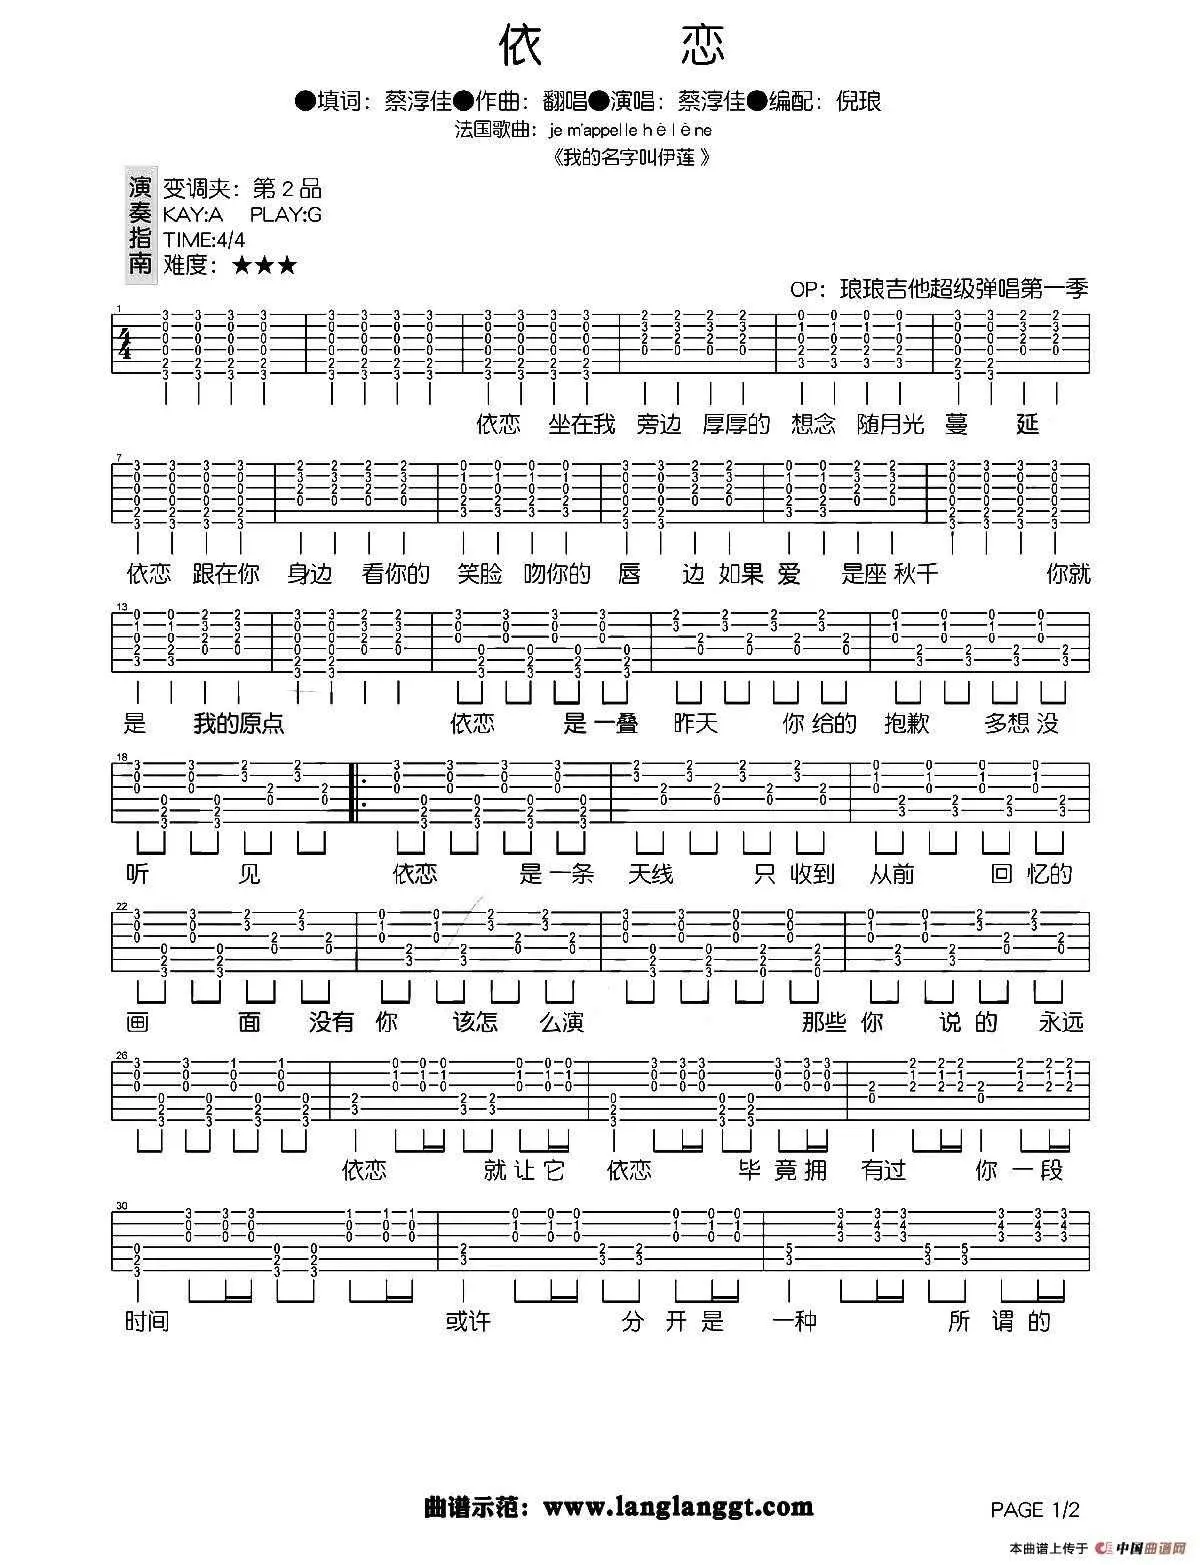 依 恋
●填词：蔡淳佳●作曲：翻唱●演唱：蔡淳佳●编配：倪琅
法国歌曲：je m'appelle hélène
《我的名字叫伊莲 》
演奏指南
变调夹：第 2 品
KAY:A PLAY:G
TIME:4/4
难度：★★★
OP：琅琅吉他超级弹唱第一季
依恋 坐在我 旁边 厚厚的 想念 随月光 蔓 延
依恋 跟在你 身边 看你的 笑脸 吻你的 唇 边 如果 爱 是座秋千 你就
是 我的原点 依恋 是一叠 昨天 你给的 抱歉 多想没
听 见 依恋 是一条 天线 只收到 从前 回忆的
画 面 没有你 该怎 么演 那些你 说的 永远
依恋 就让它 依恋 毕竟拥 有过 你一段
时间 或许 分开是 一种 所谓的
曲谱示范：www.langlanggt.com
PAGE 1/2
本曲谱上传于 中国曲谱网